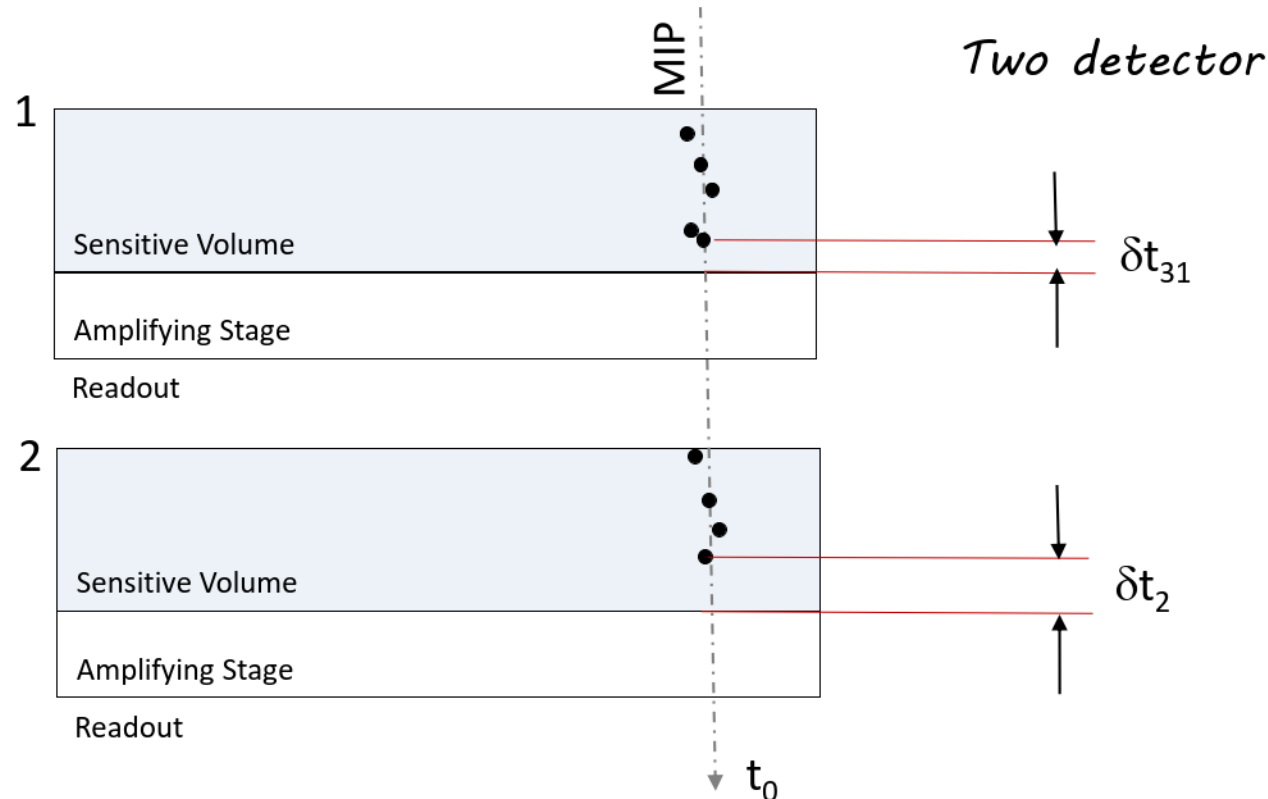 MIP
Two detector
1
Sensitive Volume
δt31
Amplifying Stage
Readout
2
Sensitive Volume
δt2
Amplifying Stage
Readout
t0